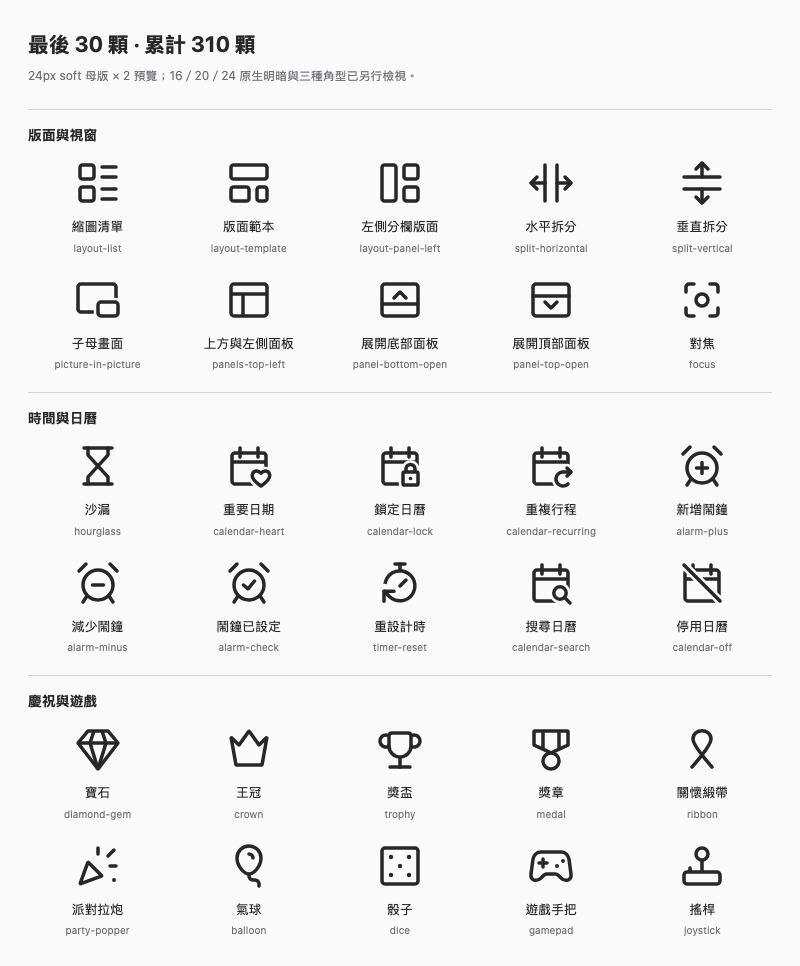 最後 30 顆 · 累計 310 顆
24px soft 母版 × 2 預覽；16 / 20 / 24 原生明暗與三種角型已另行檢視。
版面與視窗
縮圖清單 版面範本 左側分欄版面 水平拆分 垂直拆分
layout-list layout-template layout-panel-left split-horizontal split-vertical
子母畫面 上方與左側面板 展開底部面板 展開頂部面板 對焦
picture-in-picture panels-top-left panel-bottom-open panel-top-open focus
時間與日曆
沙漏 重要日期 鎖定日曆 重複行程 新增鬧鐘
hourglass calendar-heart calendar-lock calendar-recurring alarm-plus
減少鬧鐘 鬧鐘已設定 重設計時 搜尋日曆 停用日曆
alarm-minus alarm-check timer-reset calendar-search calendar-off
慶祝與遊戲
寶石 王冠 獎盃 獎章 關懷緞帶
diamond-gem crown trophy medal ribbon
派對拉炮 氣球 骰子 遊戲手把 搖桿
party-popper balloon dice gamepad joystick